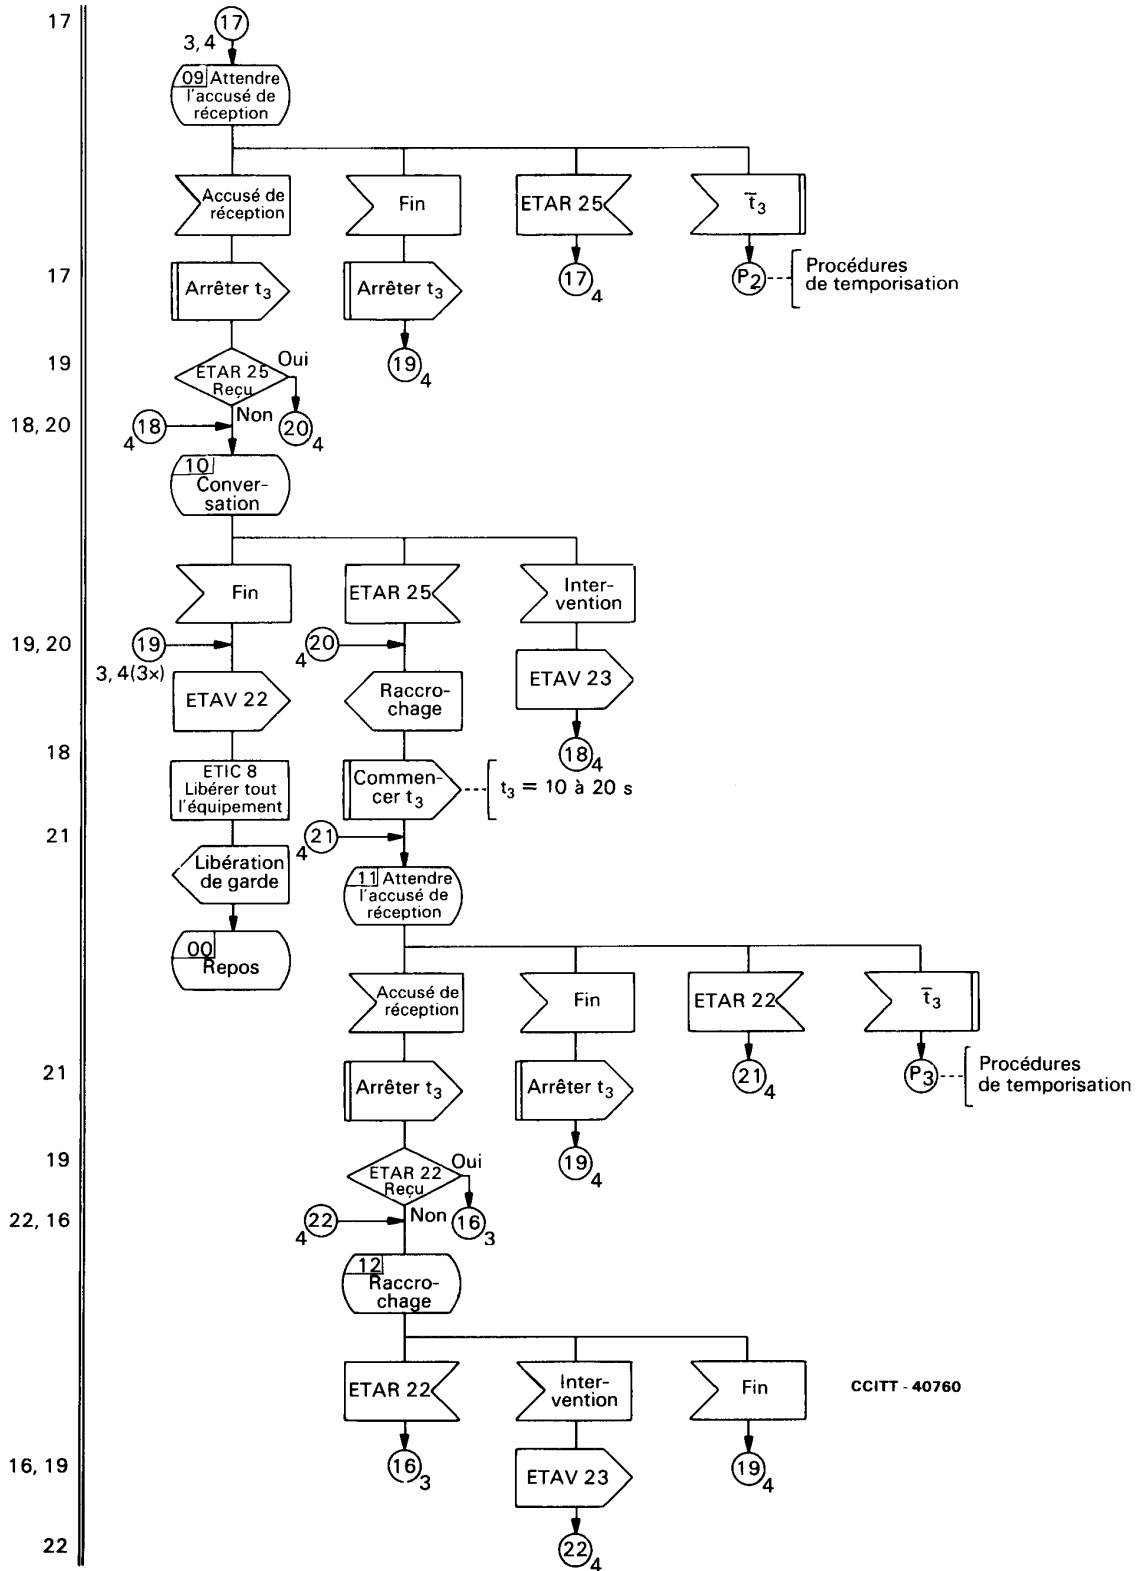 17
17
3, 4
09 Attendre
l'accusé de
réception
Accusé de
réception
Fin
ETAR 25
t̅3
17
Arrêter t3
Arrêter t3
17
4
P2
Procédures
de temporisation
19
ETAR 25
Reçu
Oui
19
4
18, 20
4
18
Non
20
4
10
Conver-
sation
Fin
ETAR 25
Inter-
vention
19, 20
19
3, 4(3x)
4
20
ETAV 22
Raccro-
chage
ETAV 23
18
18
4
ETIC 8
Libérer tout
l'équipement
Commen-
cer t3
t3 = 10 à 20 s
21
4
21
Libération
de garde
11 Attendre
l'accusé de
réception
00
Repos
Accusé de
réception
Fin
ETAR 22
t̅3
21
Arrêter t3
Arrêter t3
21
4
P3
Procédures
de temporisation
19
ETAR 22
Reçu
Oui
19
4
22, 16
4
22
Non
16
3
12
Raccro-
chage
ETAR 22
Inter-
vention
Fin
CCITT - 40760
16, 19
16
3
ETAV 23
19
4
22
22
4